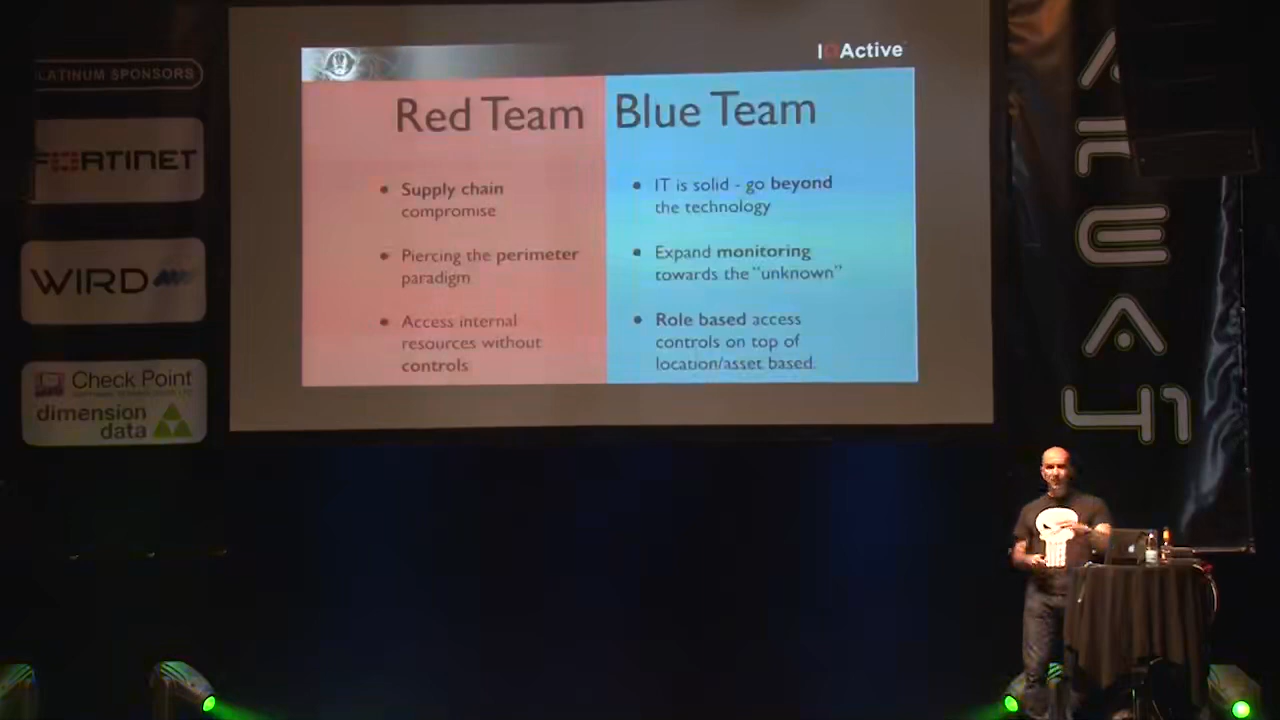 LATINUM SPONSORS
FORTINET
WIRD
Check Point
dimension
data
IOActive
Red Team
• Supply chain
compromise
• Piercing the perimeter
paradigm
• Access internal
resources without
controls
Blue Team
• IT is solid - go beyond
the technology
• Expand monitoring
towards the "unknown"
• Role based access
controls on top of
location/asset based.
AREA41